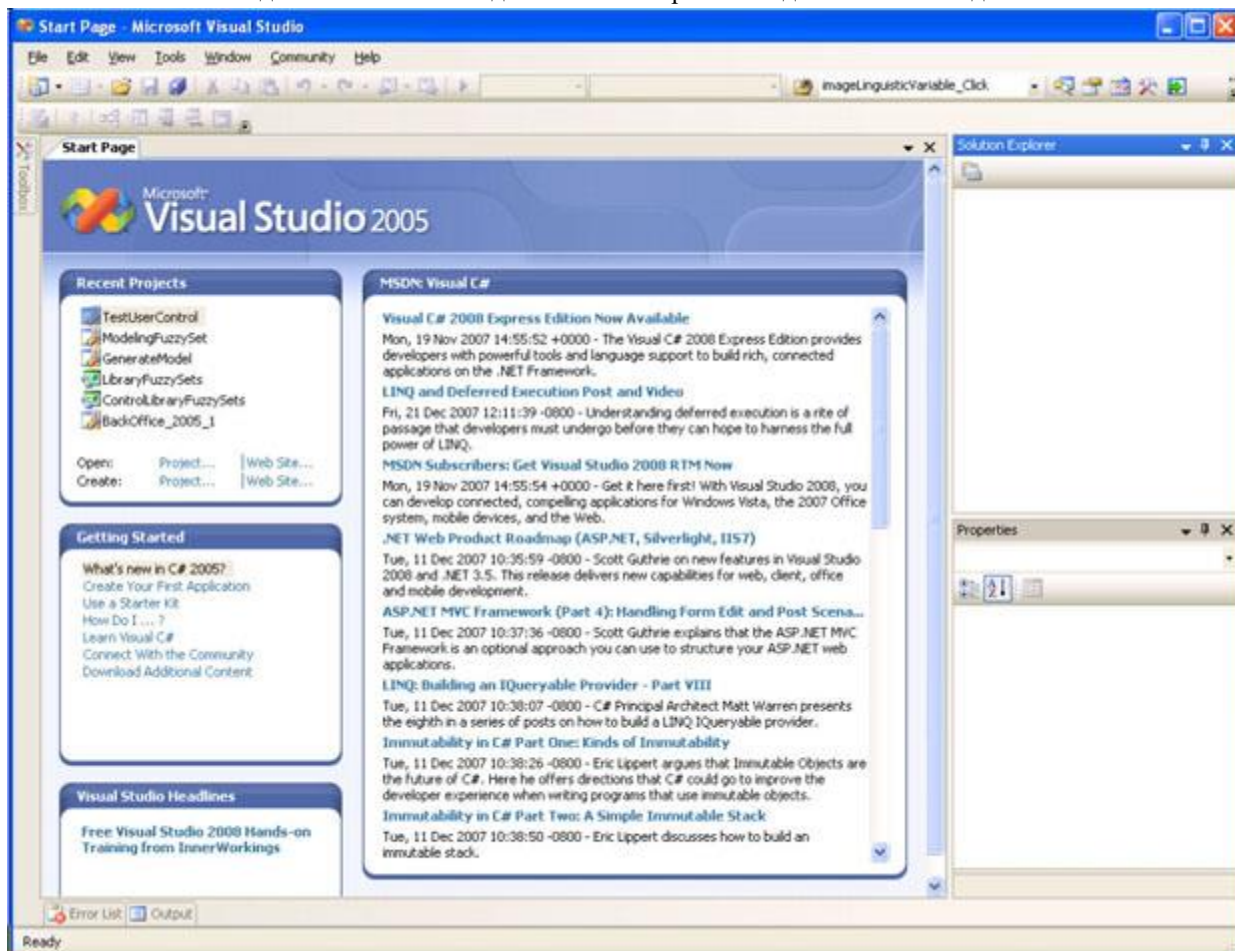 Start Page - Microsoft Visual Studio
File Edit View Tools Window Community Help
imageLinguisticVariable_Click
Toolbox
Start Page
Solution Explorer
Microsoft
Visual Studio 2005
Recent Projects
TestUserControl
ModelingFuzzySet
GenerateModel
LibraryFuzzySets
ControlLibraryFuzzySets
BackOffice_2005_1
Open: Project... Web Site...
Create: Project... Web Site...
Getting Started
What's new in C# 2005?
Create Your First Application
Use a Starter Kit
How Do I ... ?
Learn Visual C#
Connect With the Community
Download Additional Content
Visual Studio Headlines
Free Visual Studio 2008 Hands-on
Training from InnerWorkings
MSDN: Visual C#
Visual C# 2008 Express Edition Now Available
Mon, 19 Nov 2007 14:55:52 +0000 - The Visual C# 2008 Express Edition provides
developers with powerful tools and language support to build rich, connected
applications on the .NET Framework.
LINQ and Deferred Execution Post and Video
Fri, 21 Dec 2007 12:11:39 -0800 - Understanding deferred execution is a rite of
passage that developers must undergo before they can hope to harness the full
power of LINQ.
MSDN Subscribers: Get Visual Studio 2008 RTM Now
Mon, 19 Nov 2007 14:55:54 +0000 - Get it here first! With Visual Studio 2008, you
can develop connected, compelling applications for Windows Vista, the 2007 Office
system, mobile devices, and the Web.
.NET Web Product Roadmap (ASP.NET, Silverlight, IIS7)
Tue, 11 Dec 2007 10:35:59 -0800 - Scott Guthrie on new features in Visual Studio
2008 and .NET 3.5. This release delivers new capabilities for web, client, office
and mobile development.
ASP.NET MVC Framework (Part 4): Handling Form Edit and Post Scena...
Tue, 11 Dec 2007 10:37:36 -0800 - Scott Guthrie explains that the ASP.NET MVC
Framework is an optional approach you can use to structure your ASP.NET web
applications.
LINQ: Building an IQueryable Provider - Part VIII
Tue, 11 Dec 2007 10:38:07 -0800 - C# Principal Architect Matt Warren presents
the eighth in a series of posts on how to build a LINQ IQueryable provider.
Immutability in C# Part One: Kinds of Immutability
Tue, 11 Dec 2007 10:38:26 -0800 - Eric Lippert argues that Immutable Objects are
the future of C#. Here he offers directions that C# could go to improve the
developer experience when writing programs that use immutable objects.
Immutability in C# Part Two: A Simple Immutable Stack
Tue, 11 Dec 2007 10:38:50 -0800 - Eric Lippert discusses how to build an
immutable stack.
Properties
Error List Output
Ready